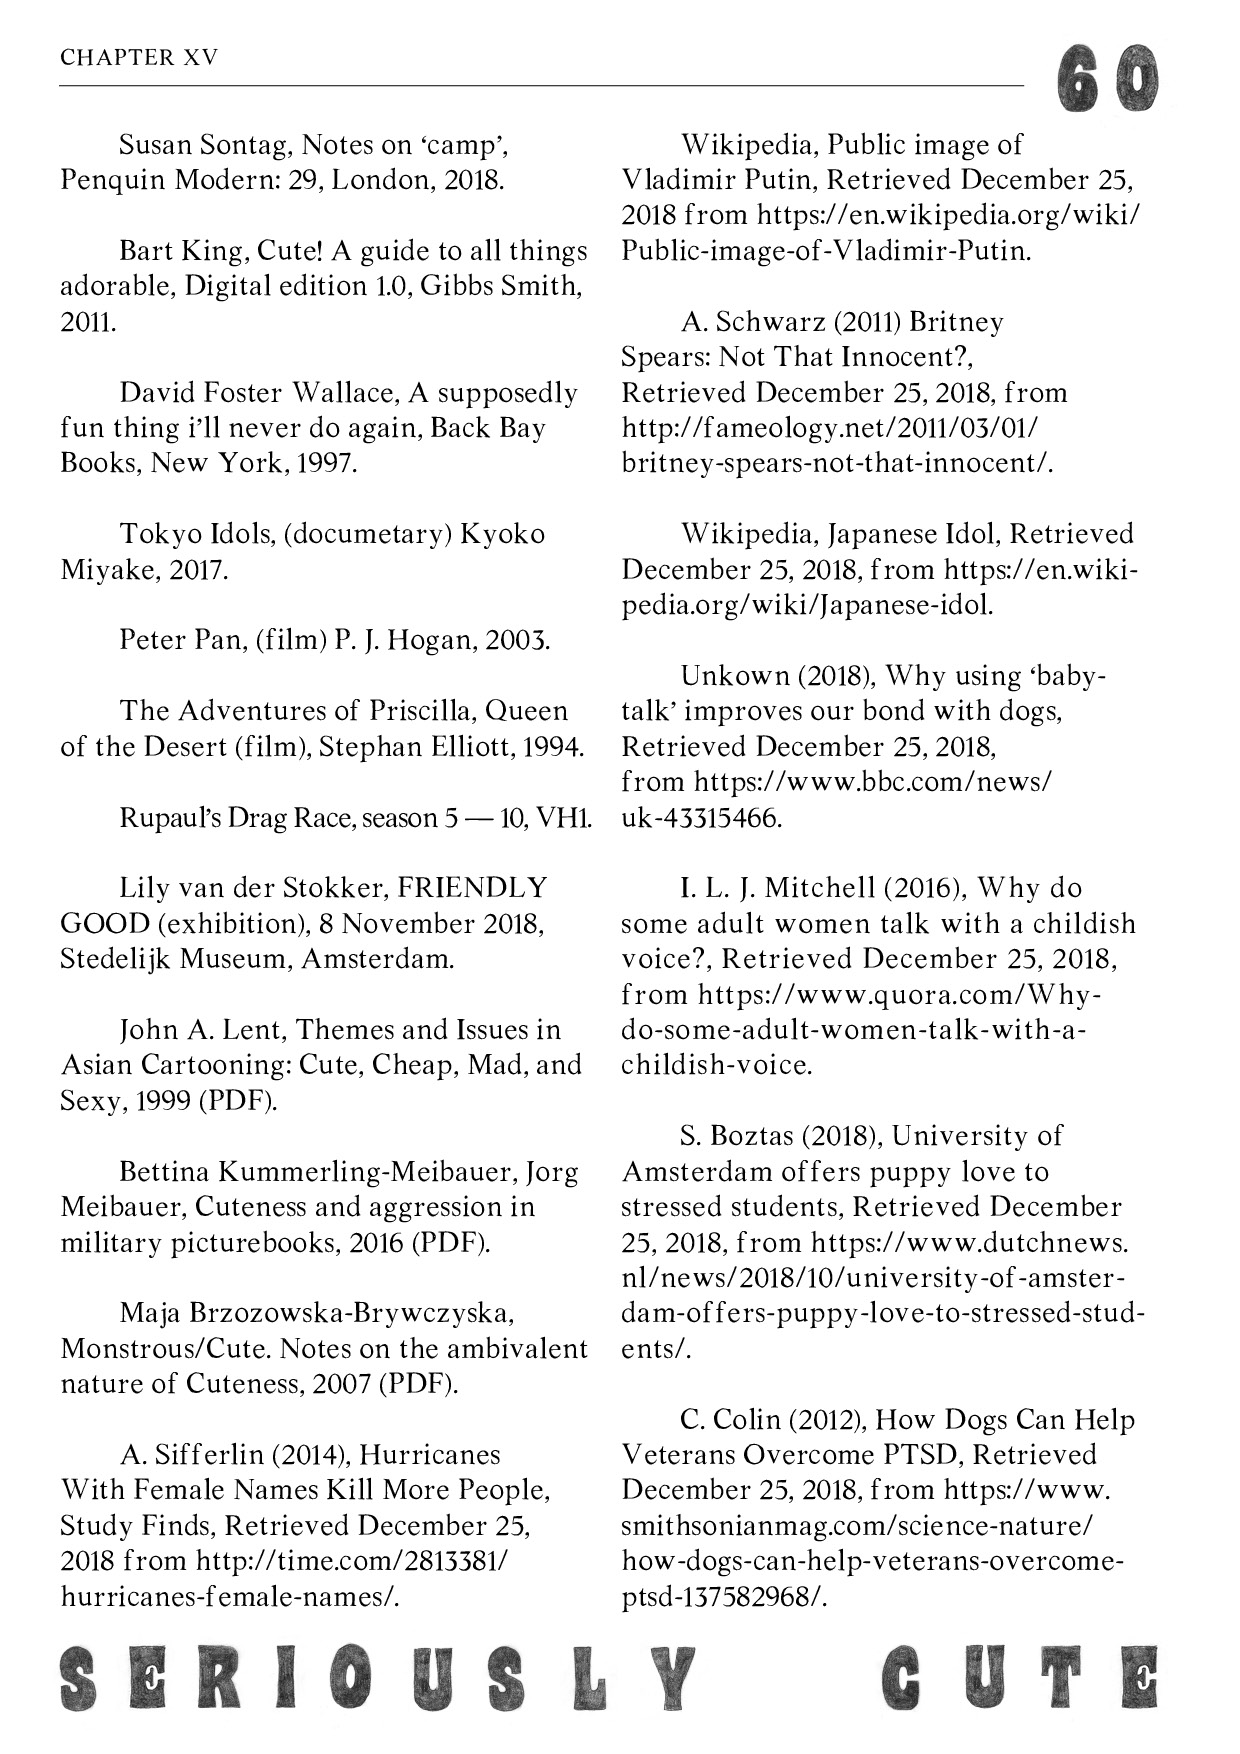 CHAPTER XV
60
Susan Sontag, Notes on ‘camp’,
Penquin Modern: 29, London, 2018.
Bart King, Cute! A guide to all things
adorable, Digital edition 1.0, Gibbs Smith,
2011.
David Foster Wallace, A supposedly
fun thing i’ll never do again, Back Bay
Books, New York, 1997.
Tokyo Idols, (documetary) Kyoko
Miyake, 2017.
Peter Pan, (film) P. J. Hogan, 2003.
The Adventures of Priscilla, Queen
of the Desert (film), Stephan Elliott, 1994.
Rupaul’s Drag Race, season 5 — 10, VH1.
Lily van der Stokker, FRIENDLY
GOOD (exhibition), 8 November 2018,
Stedelijk Museum, Amsterdam.
John A. Lent, Themes and Issues in
Asian Cartooning: Cute, Cheap, Mad, and
Sexy, 1999 (PDF).
Bettina Kummerling-Meibauer, Jorg
Meibauer, Cuteness and aggression in
military picturebooks, 2016 (PDF).
Maja Brzozowska-Brywczyska,
Monstrous/Cute. Notes on the ambivalent
nature of Cuteness, 2007 (PDF).
A. Sifferlin (2014), Hurricanes
With Female Names Kill More People,
Study Finds, Retrieved December 25,
2018 from http://time.com/2813381/
hurricanes-female-names/.
Wikipedia, Public image of
Vladimir Putin, Retrieved December 25,
2018 from https://en.wikipedia.org/wiki/
Public-image-of-Vladimir-Putin.
A. Schwarz (2011) Britney
Spears: Not That Innocent?,
Retrieved December 25, 2018, from
http://fameology.net/2011/03/01/
britney-spears-not-that-innocent/.
Wikipedia, Japanese Idol, Retrieved
December 25, 2018, from https://en.wiki-
pedia.org/wiki/Japanese-idol.
Unkown (2018), Why using ‘baby-
talk’ improves our bond with dogs,
Retrieved December 25, 2018,
from https://www.bbc.com/news/
uk-43315466.
I. L. J. Mitchell (2016), Why do
some adult women talk with a childish
voice?, Retrieved December 25, 2018,
from https://www.quora.com/Why-
do-some-adult-women-talk-with-a-
childish-voice.
S. Boztas (2018), University of
Amsterdam offers puppy love to
stressed students, Retrieved December
25, 2018, from https://www.dutchnews.
nl/news/2018/10/university-of-amster-
dam-offers-puppy-love-to-stressed-stud-
ents/.
C. Colin (2012), How Dogs Can Help
Veterans Overcome PTSD, Retrieved
December 25, 2018, from https://www.
smithsonianmag.com/science-nature/
how-dogs-can-help-veterans-overcome-
ptsd-137582968/.
SERIOUSLY CUTE